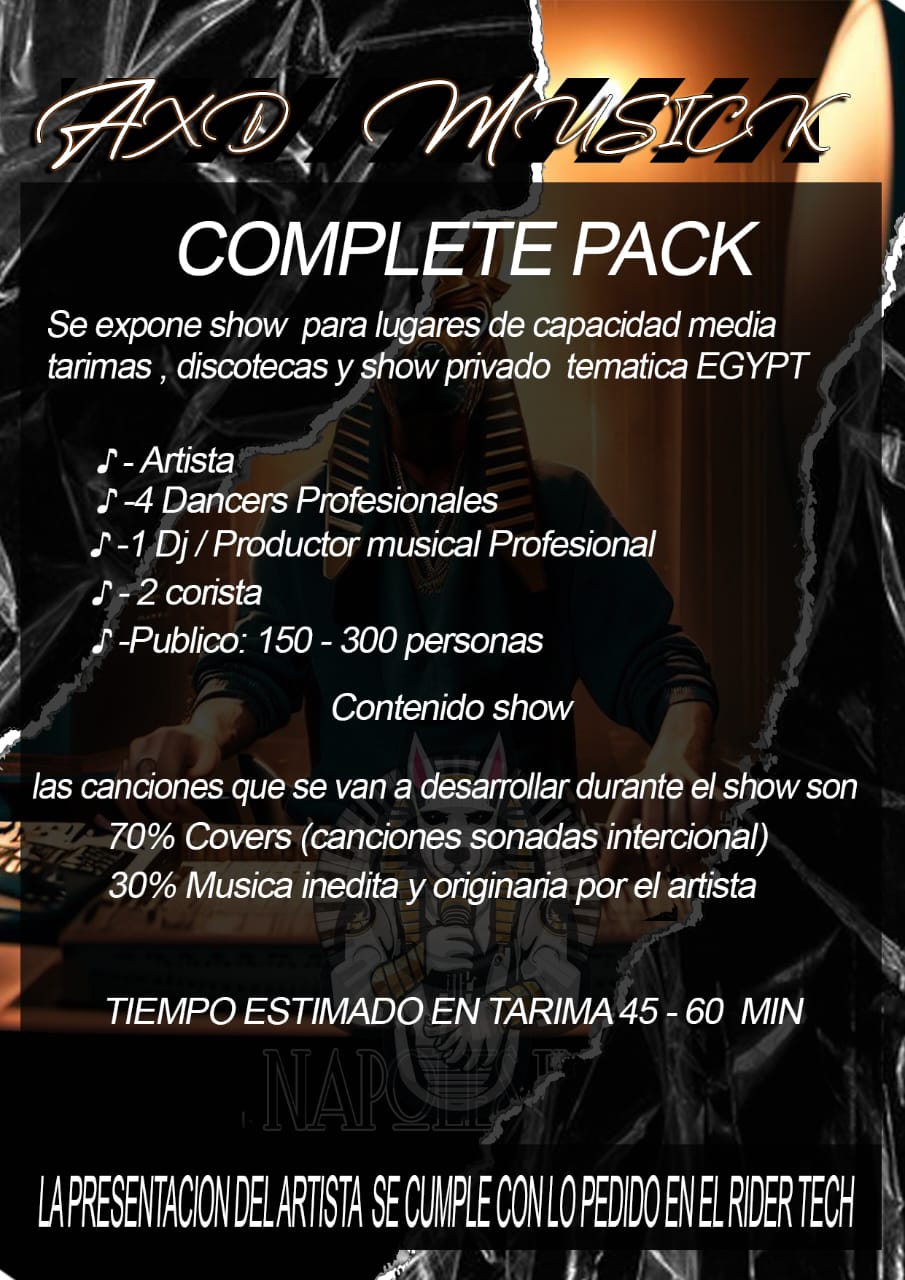 AXD MUSICK
COMPLETE PACK
Se expone show para lugares de capacidad media
tarimas , discotecas y show privado tematica EGYPT
♪ - Artista
♪ -4 Dancers Profesionales
♪ -1 Dj / Productor musical Profesional
♪ - 2 corista
♪ -Publico: 150 - 300 personas
Contenido show
las canciones que se van a desarrollar durante el show son
70% Covers (canciones sonadas intercional)
30% Musica inedita y originaria por el artista
TIEMPO ESTIMADO EN TARIMA 45 - 60 MIN
LA PRESENTACION DEL ARTISTA SE CUMPLE CON LO PEDIDO EN EL RIDER TECH